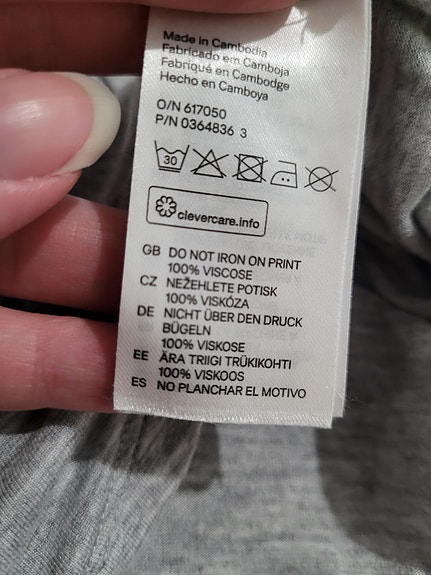 Made in Cambodia
Fabricado em Camboja
Fabriqué en Cambodge
Hecho en Camboya
O/N 617050
P/N 0364836 3
30
clevercare.info
GB DO NOT IRON ON PRINT
100% VISCOSE
CZ NEŽEHLETE POTISK
100% VISKÓZA
DE NICHT ÜBER DEN DRUCK
BÜGELN
100% VISKOSE
EE ÄRA TRIIGI TRÜKIKOHTI
100% VISKOOS
ES NO PLANCHAR EL MOTIVO